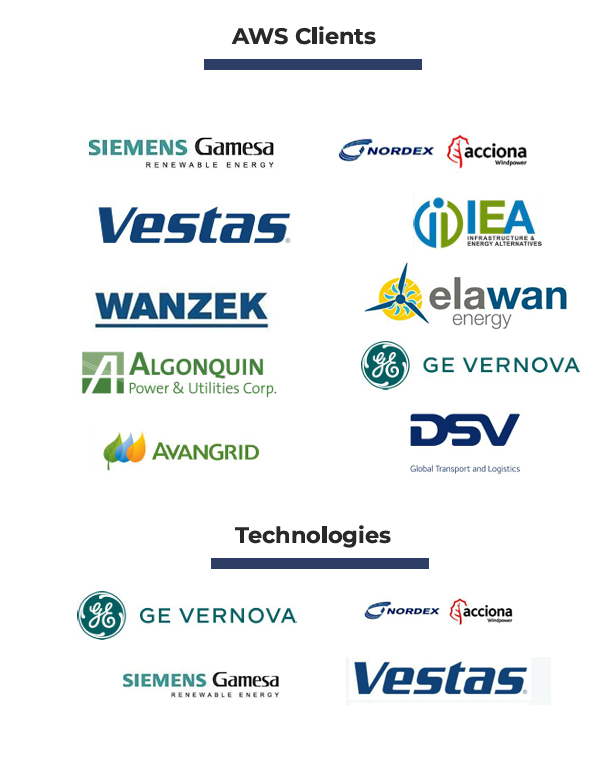 AWS Clients
SIEMENS Gamesa
RENEWABLE ENERGY
NORDEX
acciona
Windpower
Vestas®
IEA
INFRASTRUCTURE &
ENERGY ALTERNATIVES
WANZEK
elawan
energy
ALGONQUIN
Power & Utilities Corp.
GE VERNOVA
AVANGRID
DSV
Global Transport and Logistics
Technologies
GE VERNOVA
NORDEX
acciona
Windpower
SIEMENS Gamesa
RENEWABLE ENERGY
Vestas®